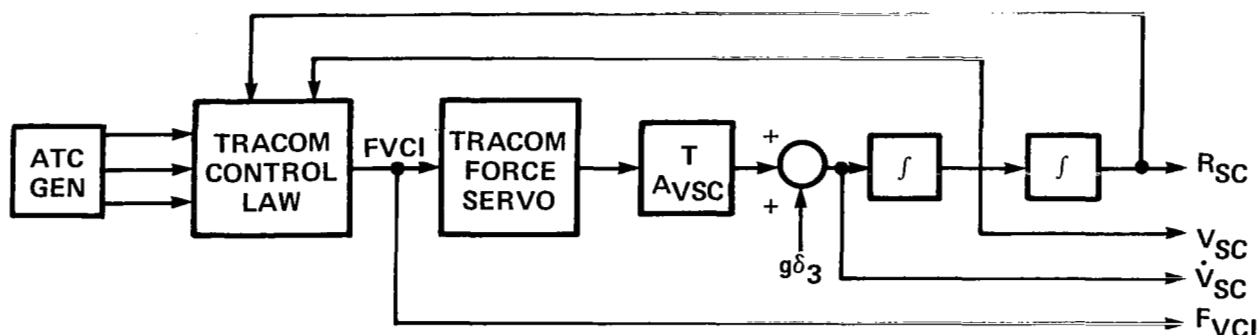 ATC
GEN
TRACOM
CONTROL
LAW
FVCI
TRACOM
FORCE
SERVO
T
AVSC
+
+
gδ3
∫
∫
RSC
VSC
V̇SC
FVCI